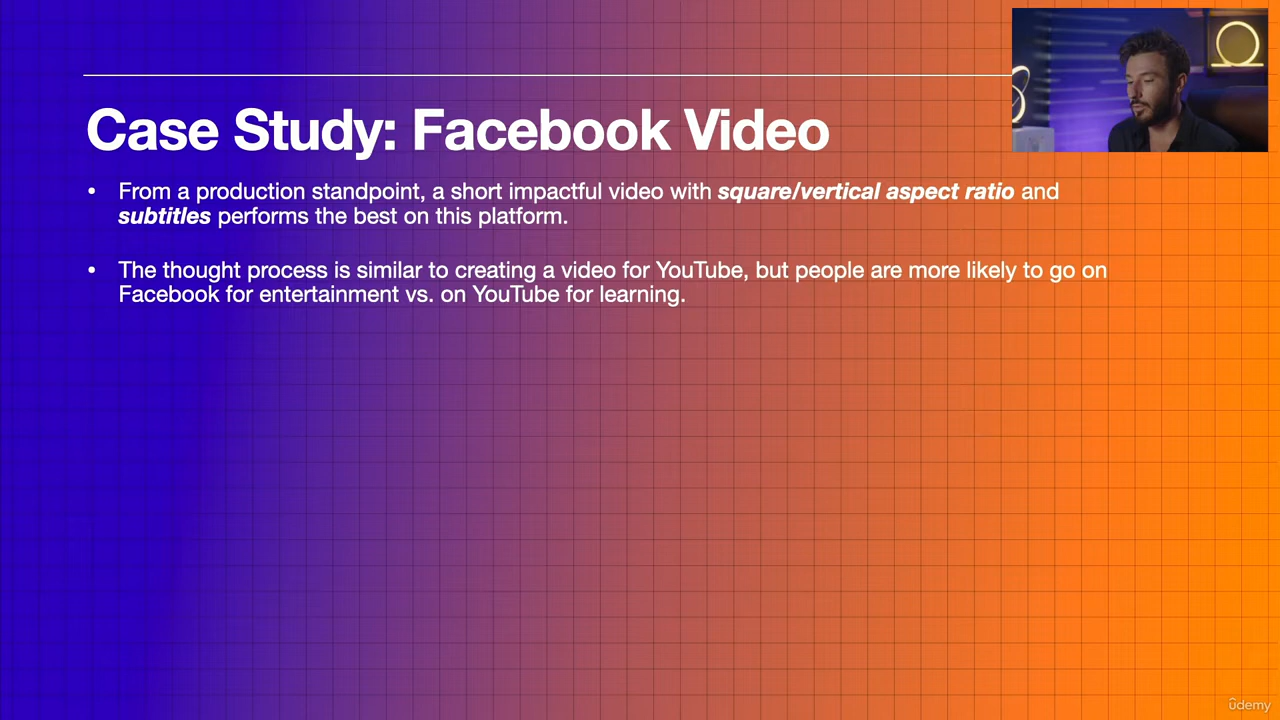 Case Study: Facebook Video
• From a production standpoint, a short impactful video with square/vertical aspect ratio and
subtitles performs the best on this platform.
• The thought process is similar to creating a video for YouTube, but people are more likely to go on
Facebook for entertainment vs. on YouTube for learning.
ûdemy